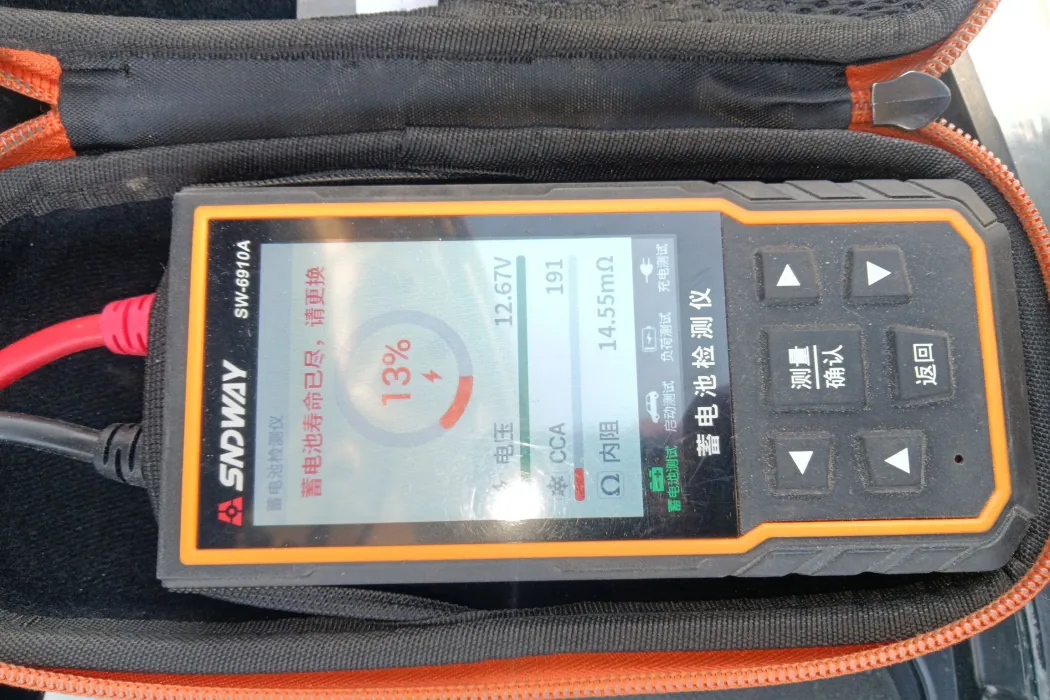 SNDWAY
SW-6910A
蓄电池检测仪
蓄电池寿命已尽，请更换
13%
电压 12.67V
CCA 191
Ω 内阻 14.55mΩ
蓄电池测试 启动测试 负荷测试 充电测试
蓄电池检测仪
测量
确认
返回